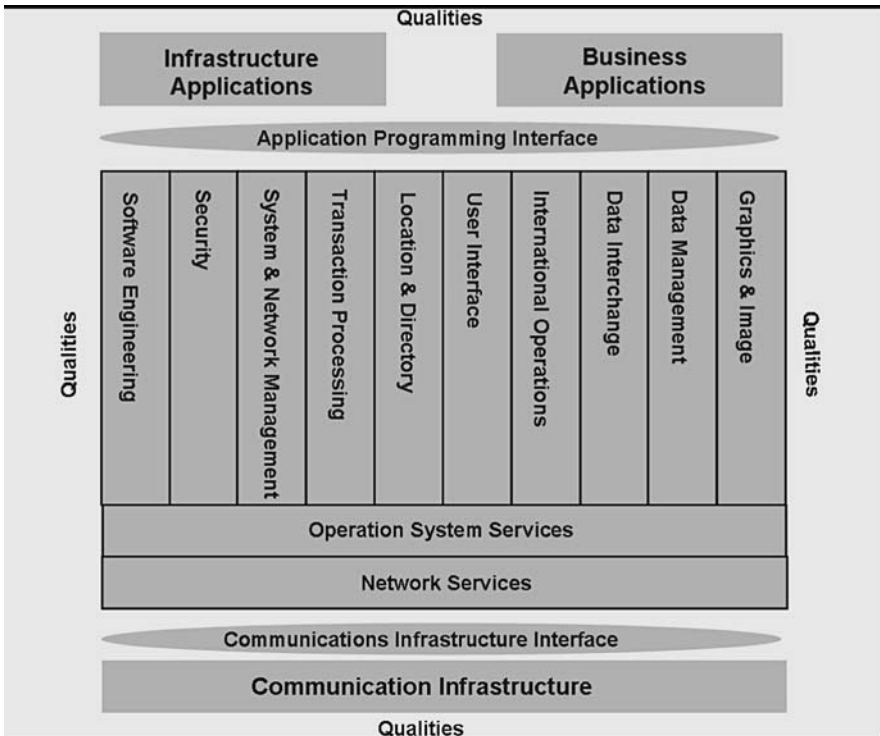 Qualities
Infrastructure
Applications
Business
Applications
Application Programming Interface
Qualities
Software Engineering
Security
System & Network Management
Transaction Processing
Location & Directory
User Interface
International Operations
Data Interchange
Data Management
Graphics & Image
Qualities
Operation System Services
Network Services
Communications Infrastructure Interface
Communication Infrastructure
Qualities